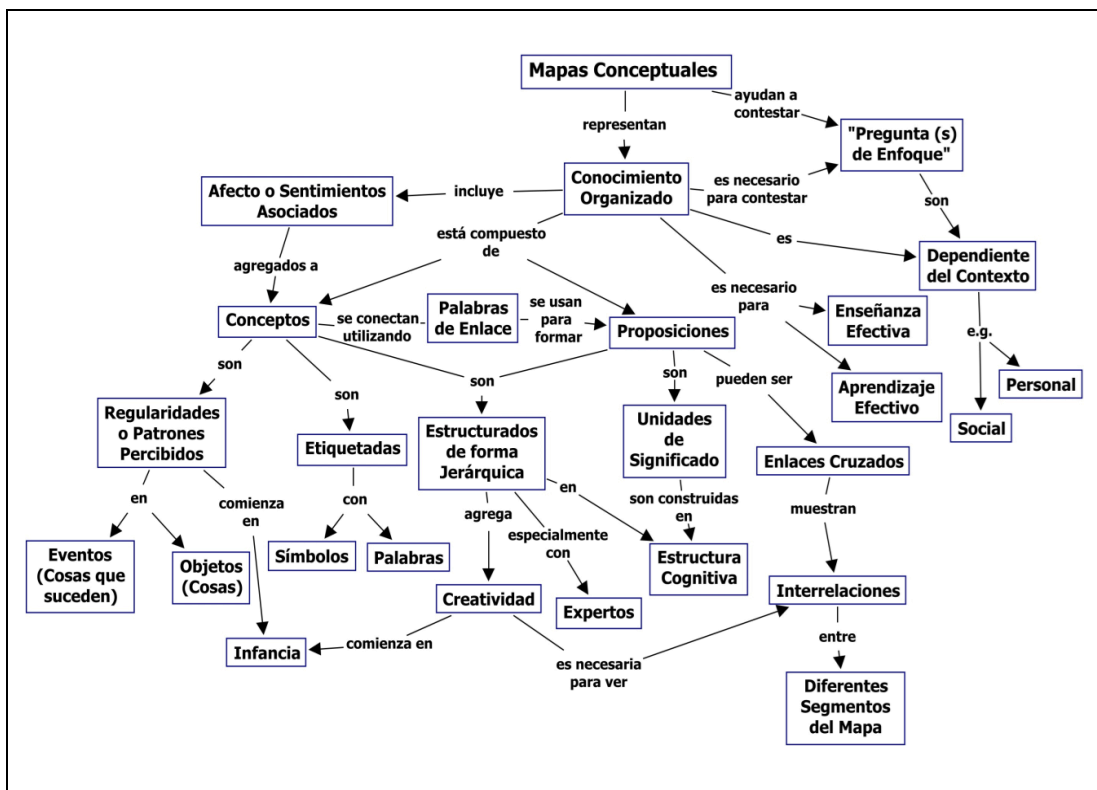 Mapas Conceptuales
ayudan a
contestar
representan
"Pregunta (s)
de Enfoque"
Conocimiento
Organizado
Afecto o Sentimientos
Asociados
incluye
es necesario
para contestar
son
está compuesto
de
es
Dependiente
del Contexto
agregados a
es necesario
para
Conceptos
se conectan
utilizando
Palabras
de Enlace
se usan
para
formar
Proposiciones
Enseñanza
Efectiva
e.g.
son
son
son
son
pueden ser
Aprendizaje
Efectivo
Personal
Social
Regularidades
o Patrones
Percibidos
Etiquetadas
Estructurados
de forma
Jerárquica
Unidades
de
Significado
Enlaces Cruzados
en
comienza
en
con
agrega
especialmente
con
en
son construidas
en
muestran
Eventos
(Cosas que
suceden)
Objetos
(Cosas)
Símbolos
Palabras
Estructura
Cognitiva
Creatividad
Expertos
Interrelaciones
Infancia
comienza en
es necesaria
para ver
entre
Diferentes
Segmentos
del Mapa